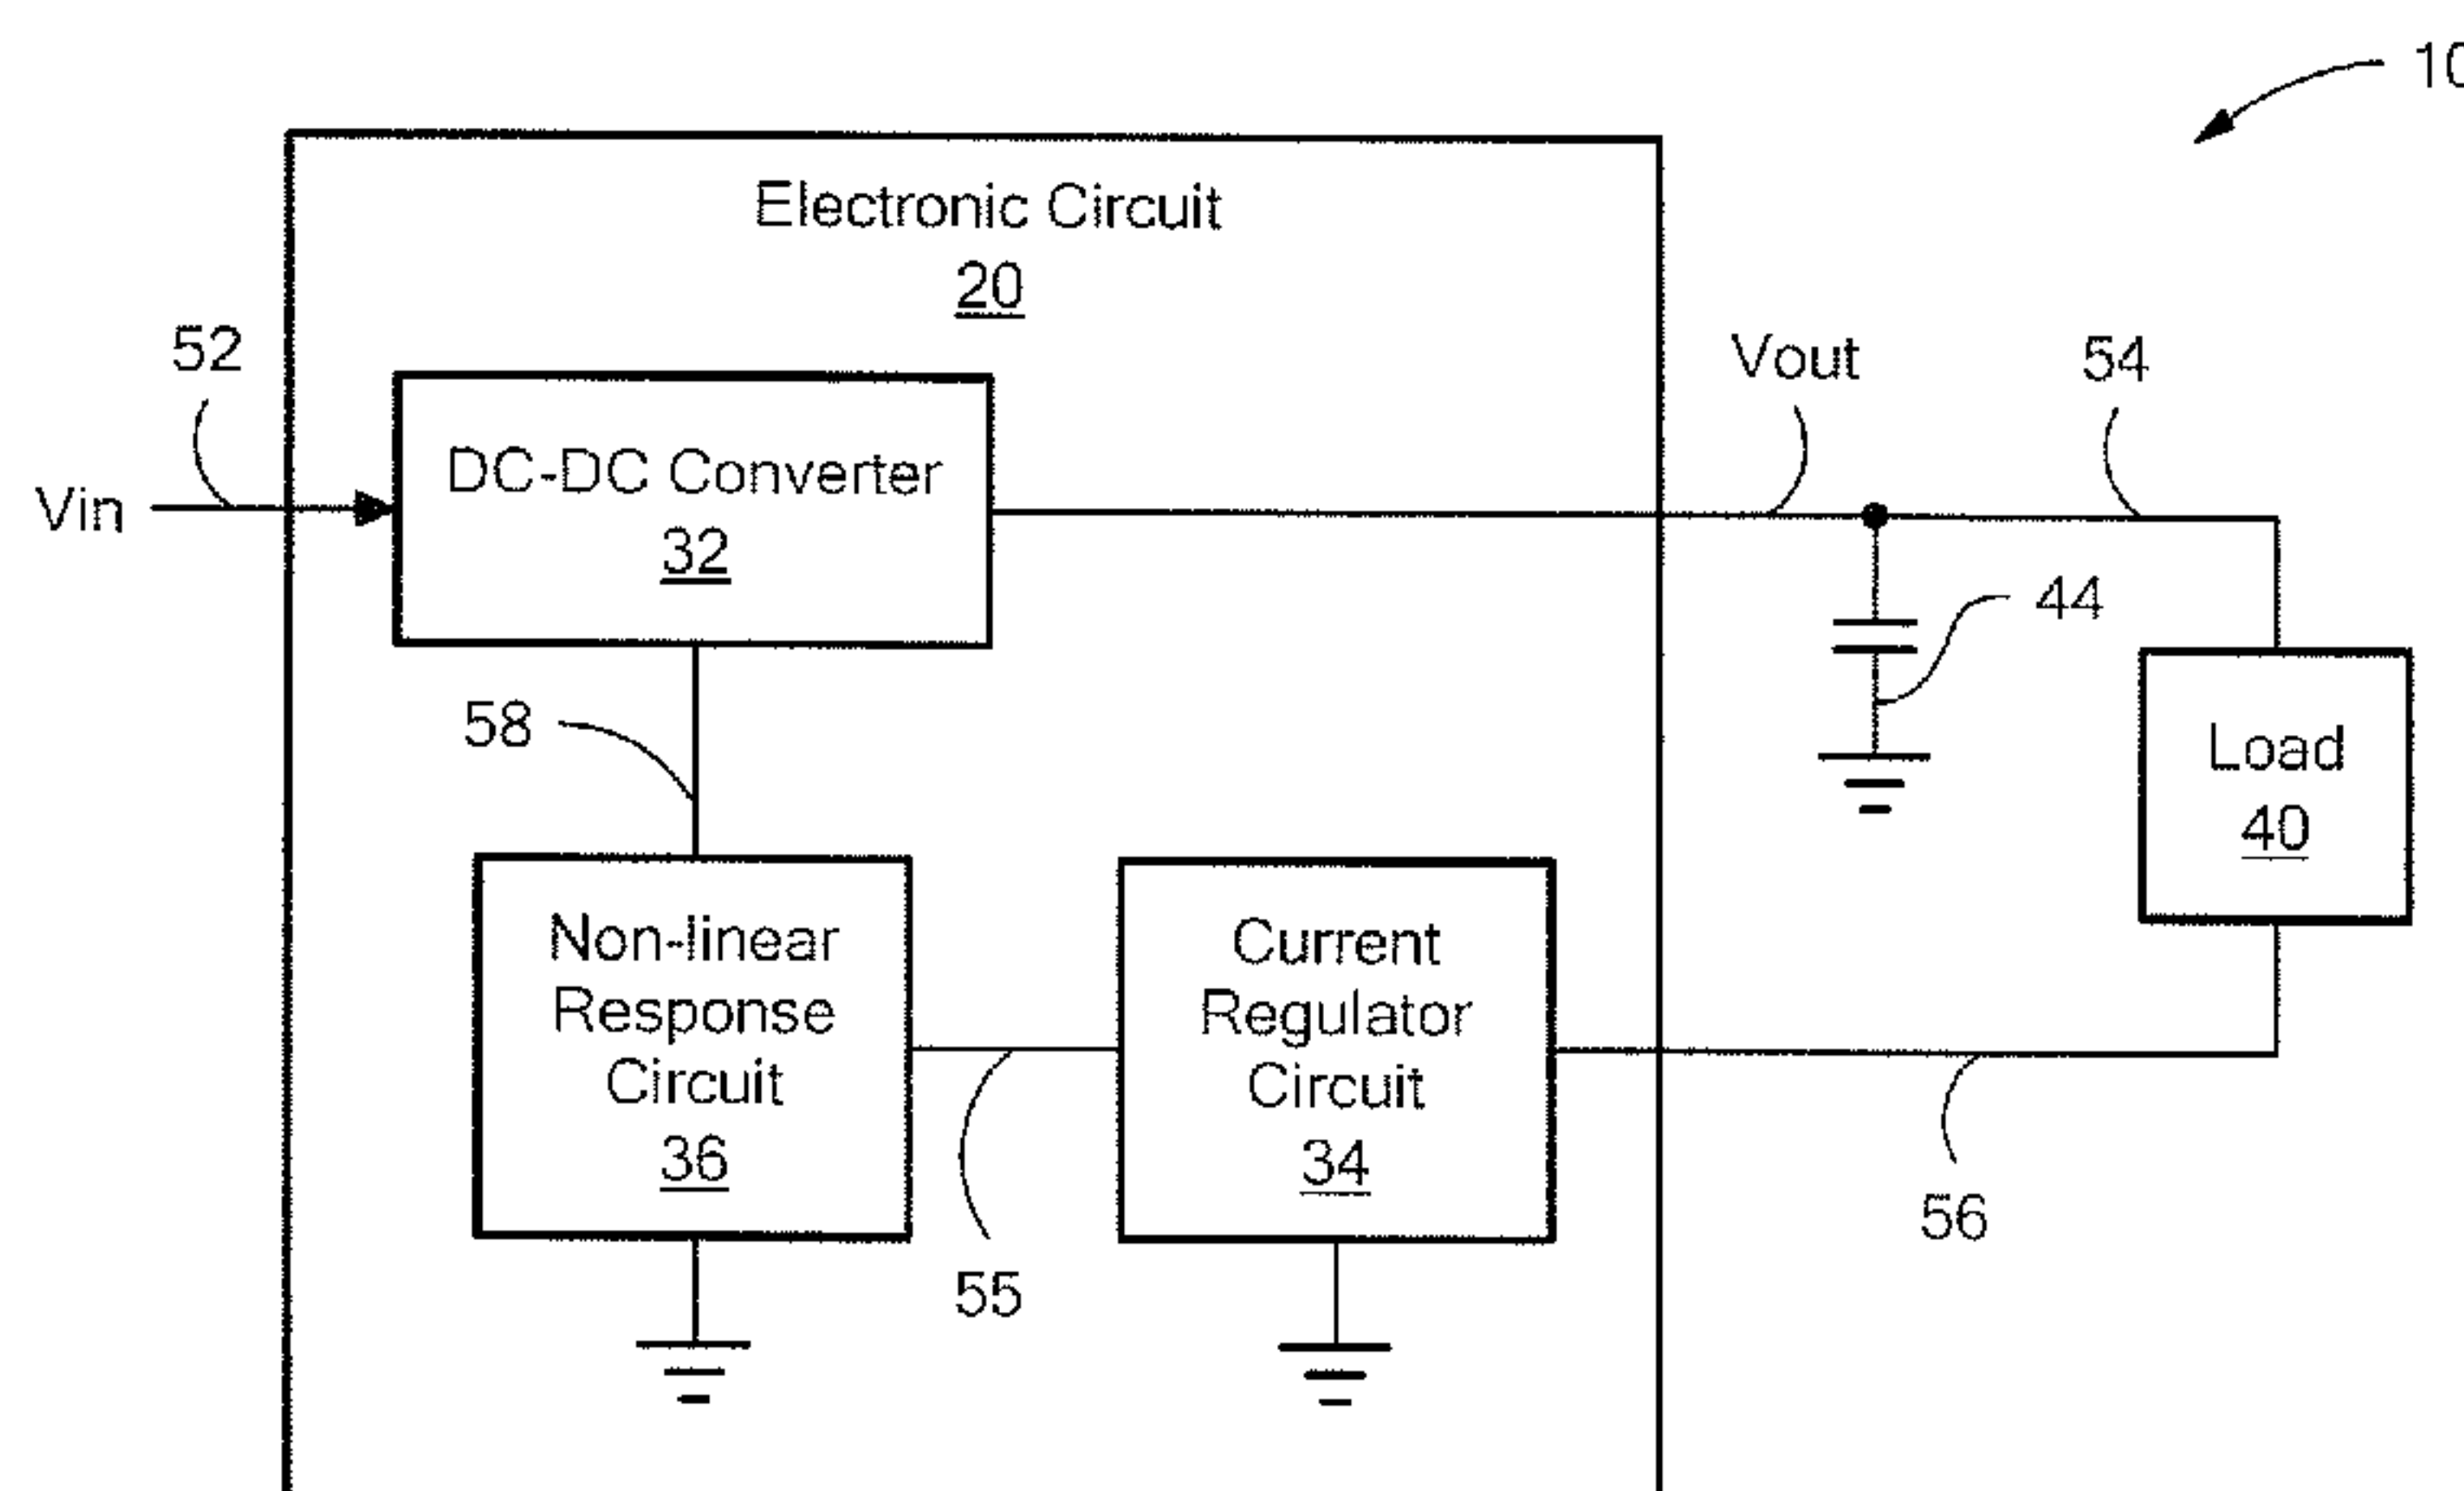 10
Electronic Circuit
20
52
Vout
54
DC-DC Converter
32
Vin
44
58
Load
40
Non-linear
Response
Circuit
36
Current
Regulator
Circuit
34
56
55